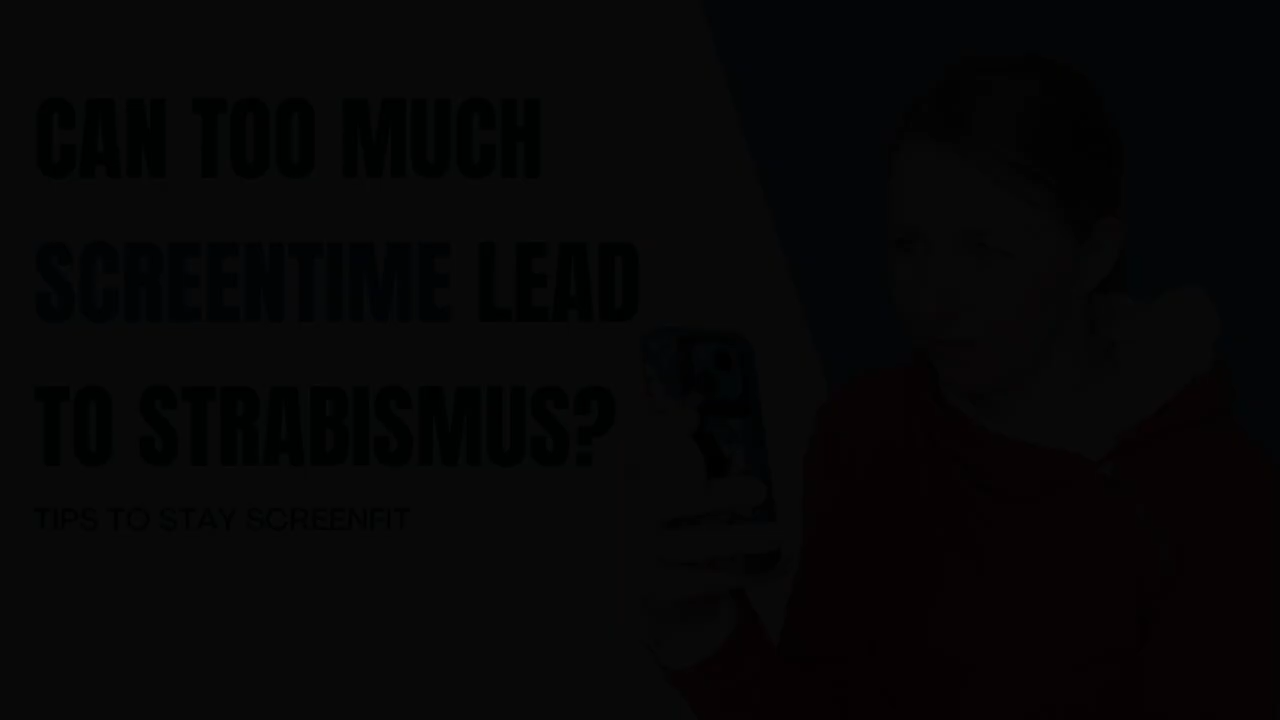 CAN TOO MUCH
SCREENTIME LEAD
TO STRABISMUS?
TIPS TO STAY SCREENFIT